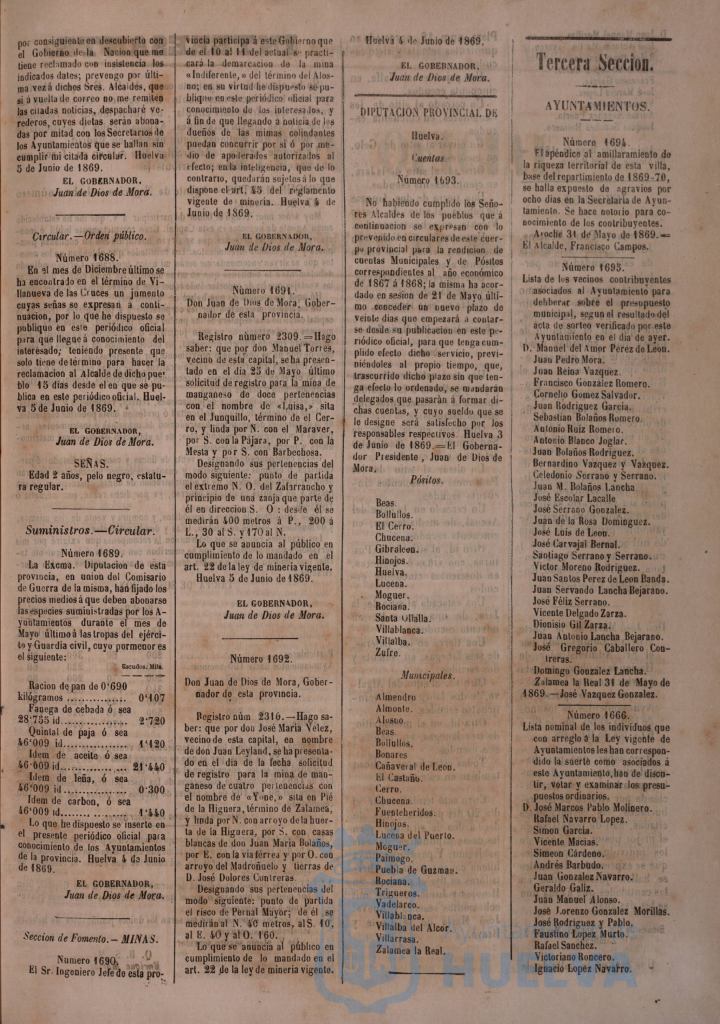 por consiguiente en descubierto con
el Gobierno de la Nacion que me
tiene reclamado con insistencia los
indicados datos; prevengo por últi-
ma vez á dichos Sres. Alcaldes, que
si á vuelta de correo no me remiten
las citadas noticias, despacharé ve-
rederos, cuyas dietas serán abona-
das por mitad con los Secretarios de
los Ayuntamientos que se hallan sin
cumplir mi citada circular. Huelva
5 de Junio de 1869.
EL GOBERNADOR,
Juan de Dios de Mora.
Circular.—Orden público.
Número 1688.
En el mes de Diciembre último se
ha encontrado en el término de Vi-
llanueva de las Cruces un jumento
cuyas señas se expresan á conti-
nuacion, por lo que he dispuesto se
publique en este periódico oficial
para que llegue á conocimiento del
interesado; teniendo presente que
solo tiene de término para hacer la
reclamacion al Alcalde de dicho pue-
blo 15 dias desde el en que se pu-
blica en este periódico oficial. Huel-
va 5 de Junio de 1869.
EL GOBERNADOR,
Juan de Dios de Mora.
SEÑAS.
Edad 2 años, pelo negro, estatu-
ra regular.
Suministros.—Circular.
Número 1689.
La Excma. Diputacion de esta
provincia, en union del Comisario
de Guerra de la misma, han fijado los
precios medios á que deben abonarse
las especies suministradas por los A-
yuntamientos durante el mes de
Mayo último á las tropas del ejérci-
to y Guardia civil, cuyo pormenor es
el siguiente:
Escudos. Mils.
Racion de pan de 0'690
kilógramos ............... 0'107
Fanega de cebada ó sea
28'755 id................. 2'720
Quintal de paja ó sea
46'009 id................. 1'420
Idem de aceite ó sea
46'009 id................. 21'440
Idem de leña, ó sea
46'009 id................. 0'300
Idem de carbon, ó sea
46'009 id................. 1'440
Lo que he dispuesto se inserte en
el presente periódico oficial para
conocimiento de los Ayuntamientos
de la provincia. Huelva 4 de Junio
de 1869.
EL GOBERNADOR,
Juan de Dios de Mora.
Seccion de Fomento.—MINAS.
Número 1690.
El Sr. Ingeniero Jefe de esta pro-
vincia participa á este Gobierno que
de el 10 al 14 del actual se practi-
cará la demarcacion de la mina
«Indiferente,» del término del Alos-
no; en su virtud he dispuesto se pu-
blique en este periódico oficial para
conocimiento de los interesados, y
á fin de que llegando á noticia de los
dueños de las mimas colindantes
puedan concurrir por si ó por me-
dio de apoderados autorizados al
efecto; en la inteligencia, que de lo
contrario, quedarán sujetos á lo que
dispone el art. 45 del reglamento
vigente de minería. Huelva 4 de
Junio de 1869.
EL GOBERNADOR,
Juan de Dios de Mora.
Número 1691.
Don Juan de Dios de Mora, Gober-
nador de esta provincia.
Registro número 2309.—Hago
saber: que por don Manuel Torres,
vecino de esta capital, se ha presen-
tado en el dia 25 de Mayo último
solicitud de registro para la mina de
manganeso de doce pertenencias
con el nombre de «Luisa,» sita
en el Junquillo, término de el Cer-
ro, y linda por N. con el Maraver,
por S. con la Pájara, por P. con la
Mesta y por S. con Barbechosa.
Designando sus pertenencias del
modo siguiente: punto de partida
el extremo N. O. del Zafarrancho y
principio de una zanja que parte de
él en direccion S. O: desde él se
medirán 400 metros á P., 200 á
L., 30 al S. y 170 al N.
Lo que se anuncia al público en
cumplimiento de lo mandado en el
art. 22 de la ley de minería vigente.
Huelva 5 de Junio de 1869.
EL GOBERNADOR,
Juan de Dios de Mora.
Número 1692.
Don Juan de Dios de Mora, Gober-
nador de esta provincia.
Registro núm. 2316.—Hago sa-
ber: que por don José María Velez,
vecino de esta capital, en nombre
de don Juan Leyland, se ha presenta-
do en el dia de la fecha solicitud
de registro para la mina de man-
ganeso de cuatro pertenencias con
el nombre de «Yone,» sita en Pié
de la Higuera, término de Zalamea,
y linda por N. con arroyo de la huer-
ta de la Higuera, por S. con casas
blancas de don Juan María Bolaños,
por E. con la via férrea y por O. con
arroyo del Madroñuelo y tierras de
D. José Dolores Contreras.
Designando sus pertenencias del
modo siguiente: punto de partida
el risco de Pernal Mayor; de él se
medirán al N. 40 metros, al S. 10,
al E. 40 y al O. 160.
Lo que se anuncia al público en
cumplimiento de lo mandado en el
art. 22 de la ley de minería vigente.
Huelva 4 de Junio de 1869.
EL GOBERNADOR,
Juan de Dios de Mora.
DIPUTACION PROVINCIAL DE
Huelva.
Cuentas.
Número 1693.
No habiendo cumplido los Seño-
res Alcaldes de los pueblos que á
continuacion se expresan con lo
prevenido en circulares de este cuer-
po provincial para la rendicion de
cuentas Municipales y de Pósitos
correspondientes al año económico
de 1867 á 1868; la misma ha acor-
dado en sesion de 21 de Mayo últi-
mo conceder un nuevo plazo de
veinte dias que empezará á contar-
se desde su publicacion en este pe-
riódico oficial, para que tenga cum-
plido efecto dicho servicio, previ-
niéndoles al propio tiempo, que,
trascurrido dicho plazo sin que ten-
ga efecto lo ordenado, se mandarán
delegados que pasarán á formar di-
chas cuentas, y cuyo sueldo que se
le designe será satisfecho por los
responsables respectivos. Huelva 3
de Junio de 1869.—El Goberna-
dor Presidente, Juan de Dios de
Mora.
Pósitos.
Beas.
Bollullos.
El Cerro.
Chucena.
Gibraleon.
Hinojos.
Huelva.
Lucena.
Moguer.
Rociana.
Santa Olalla.
Villablanca.
Villalba.
Zufre.
Municipales.
Almendro
Almonte.
Alosno.
Beas.
Bollullos.
Bonares
Cañaveral de Leon.
El Castaño.
Cerro.
Chucena.
Fuenteheridos.
Hinojos.
Lucena del Puerto.
Moguer.
Paimogo.
Puebla de Guzman.
Rociana.
Trigueros.
Valdelarco.
Villablanca.
Villalba del Alcor.
Villarrasa.
Zalamea la Real.
Tercera Seccion.
AYUNTAMIENTOS.
Número 1694.
El apéndice al amillaramiento de
la riqueza territorial de esta villa,
base del repartimiento de 1869-70,
se halla expuesto de agravios por
ocho dias en la Secretaría de Ayun-
tamiento. Se hace notorio para co-
nocimiento de los contribuyentes.
Aroche 31 de Mayo de 1869.=
El Alcalde, Francisco Campos.
Número 1695.
Lista de los vecinos contribuyentes
asociados al Ayuntamiento para
deliberar sobre el presupuesto
municipal, segun el resultado del
acta de sorteo verificado por este
Ayuntamiento en el dia de ayer.
D. Manuel del Amor Perez de Leon.
Juan Pedro Mora.
Juan Reina Vazquez.
Francisco González Romero.
Cornelio Gomez Salvador.
Juan Rodriguez Garcia.
Sebastian Bolaños Romero.
Antonio Ruiz Romero.
Antonio Blanco Joglar.
Juan Bolaños Rodriguez.
Bernardino Vazquez y Vazquez.
Celedonio Serrano y Serrano.
Juan M. Bolaños Lancha
José Escolar Lacalle
José Serrano Gonzalez.
Juan de la Rosa Dominguez.
José Luis de Leon.
José Carvajal Bernal.
Santiago Serrano y Serrano.
Victor Moreno Rodriguez.
Juan Santos Perez de Leon Banda.
Juan Servando Lancha Bejarano.
José Féliz Serrano.
Vicente Delgado Zarza.
Dionisio Gil Zarza.
Juan Antonio Lancha Bejarano.
José Gregorio Caballero Con-
treras.
Domingo Gonzalez Lancha.
Zalamea la Real 31 de Mayo de
1869.—José Vazquez Gonzalez.
Número 1666.
Lista nominal de los individuos que
con arreglo á la Ley vigente de
Ayuntamientos les han correspon-
dido la suerte como asociados á
este Ayuntamiento, han de discu-
tir, votar y examinar los presu-
puestos ordinarios.
D. José Marcos Pablo Molinero.
Rafael Navarro Lopez.
Simon Garcia.
Vicente Macias.
Simeon Cárdeno.
Andrés Barbudo.
Juan Gonzalez Navarro.
Geraldo Galiz.
Juan Manuel Alonso.
José Lorenzo Gonzalez Morillas.
José Rodriguez y Pablo.
Faustino Lopez Murto.
Rafael Sanchez.
Victoriano Roncero.
Ignacio Lopez Navarro.
HUELVA